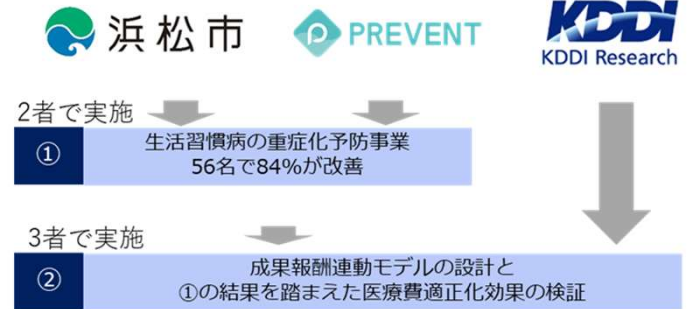 浜松市
PREVENT
KDDI
KDDI Research
2者で実施
①
生活習慣病の重症化予防事業
56名で84%が改善
3者で実施
②
成果報酬連動モデルの設計と
①の結果を踏まえた医療費適正化効果の検証